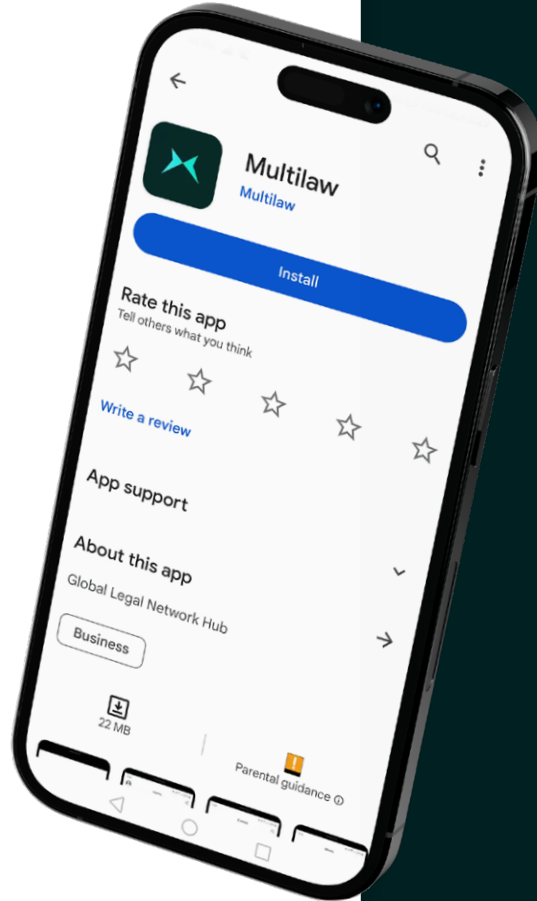 Multilaw
Multilaw
Install
Rate this app
Tell others what you think
Write a review
App support
About this app
Global Legal Network Hub
Business
22 MB
Parental guidance